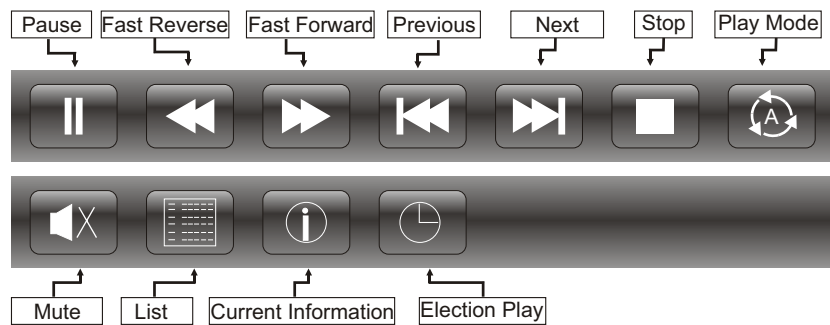 Pause Fast Reverse Fast Forward Previous Next Stop Play Mode
A
Mute List Current Information Election Play